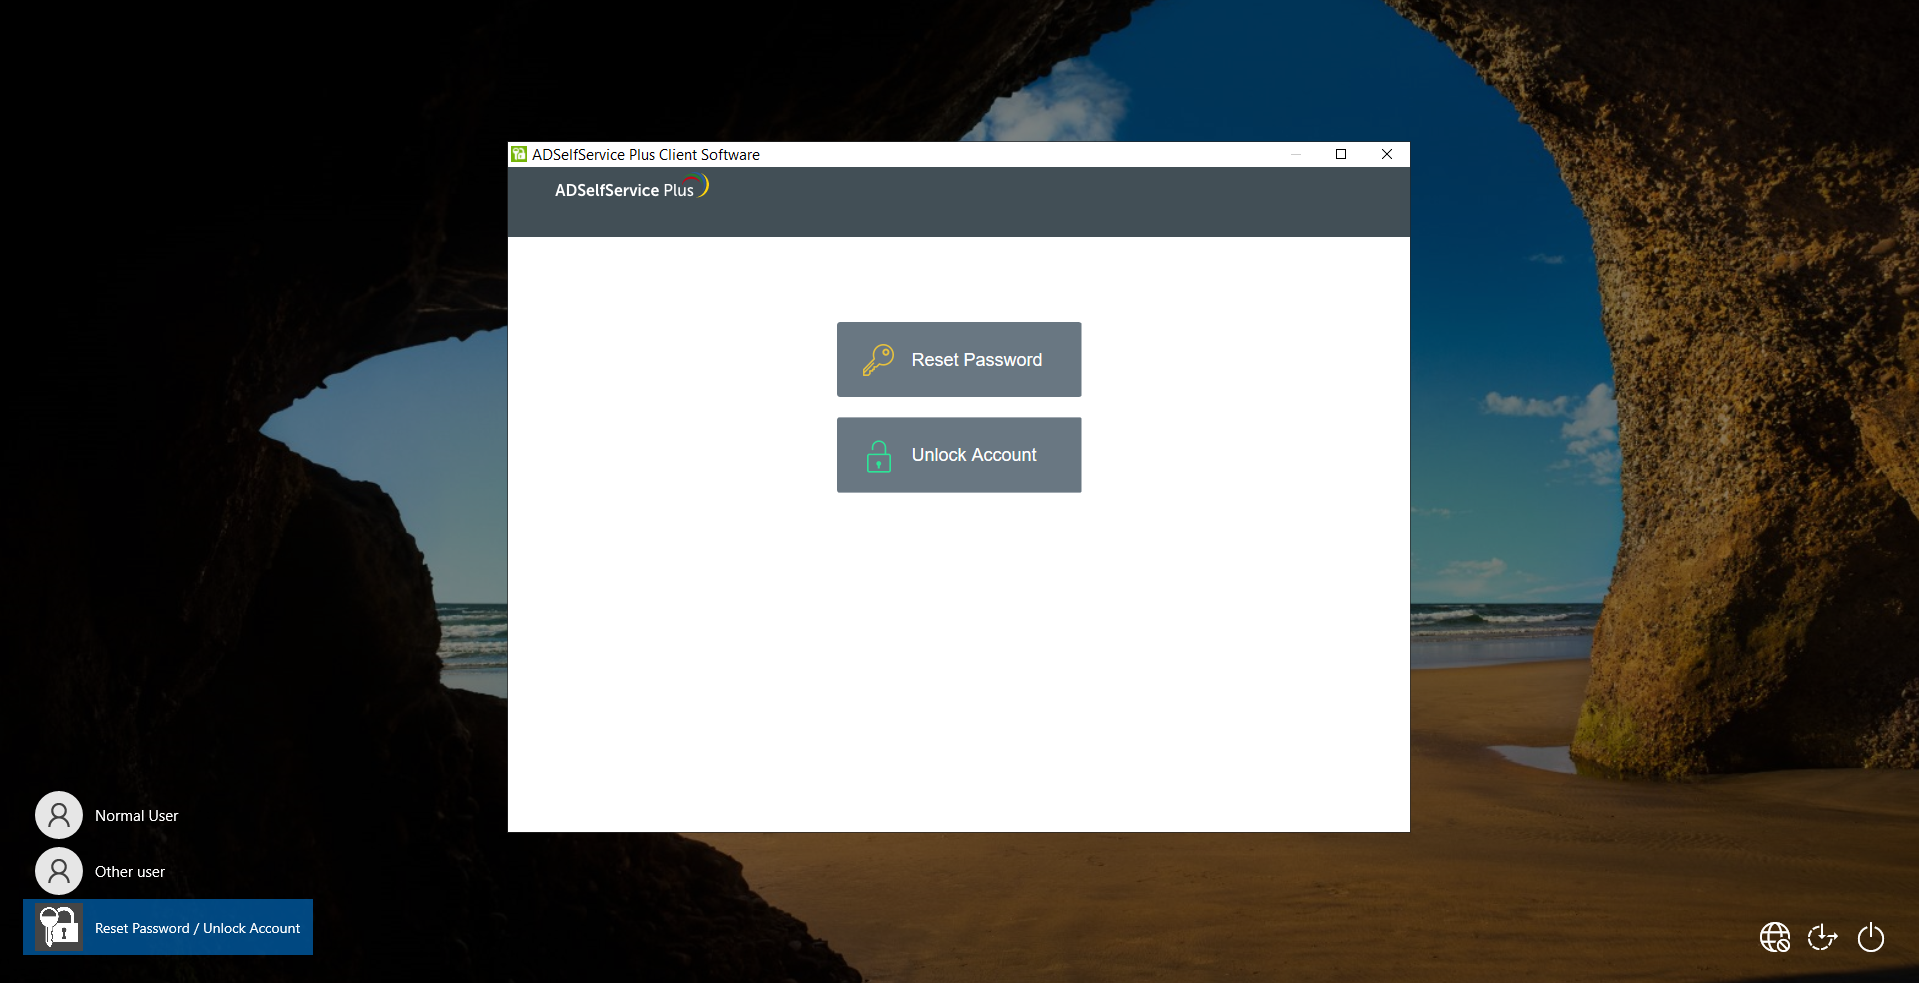 ADSelfService Plus Client Software
ADSelfService Plus
Reset Password
Unlock Account
Normal User
Other user
Reset Password / Unlock Account